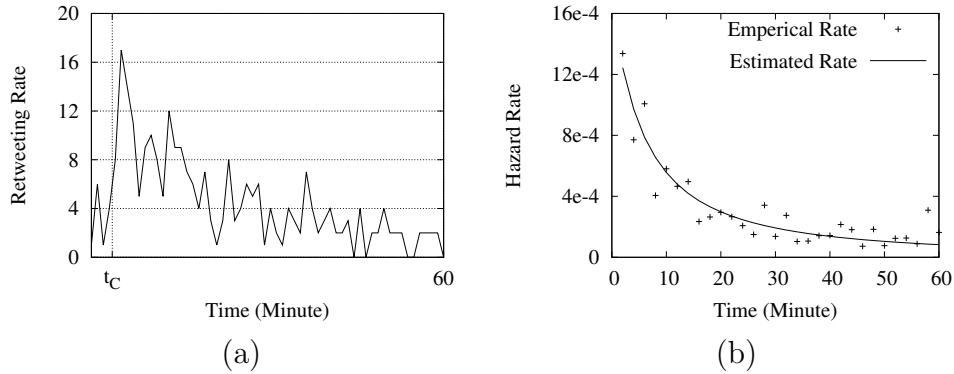 20
16
12
8
4
0
Retweeting Rate
t_C
60
Time (Minute)
(a)
16e-4
12e-4
8e-4
4e-4
0
Hazard Rate
Emperical Rate
Estimated Rate
0 10 20 30 40 50 60
Time (Minute)
(b)